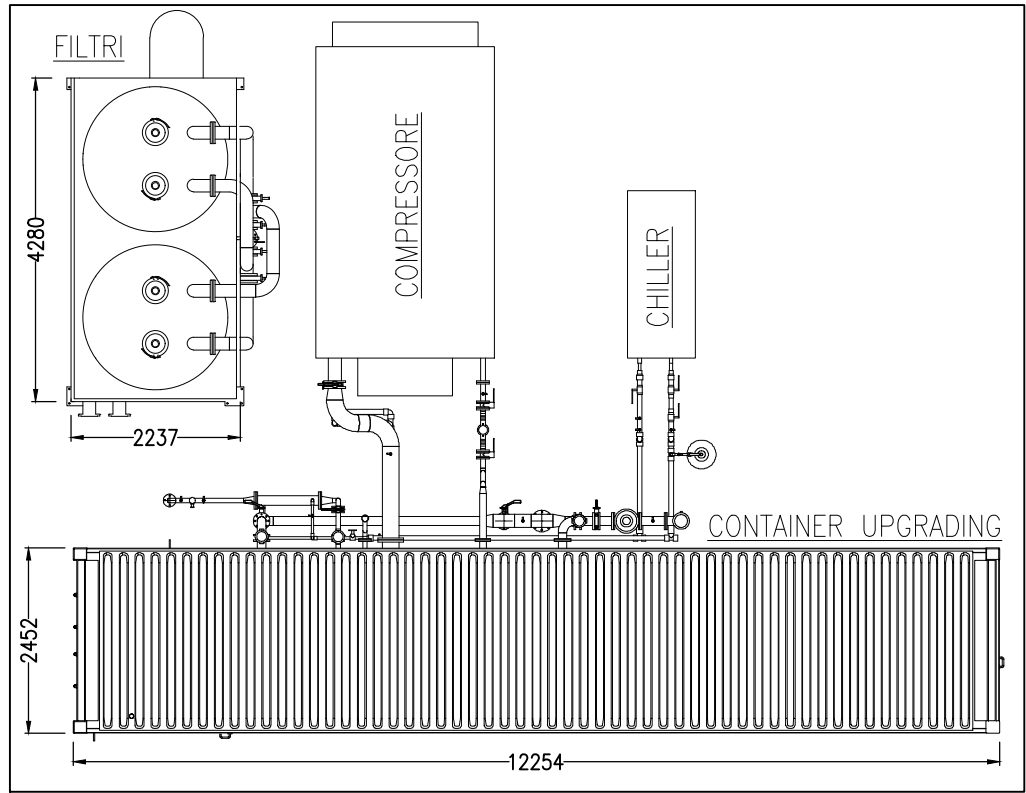 FILTRI
COMPRESSORE
4280
CHILLER
2237
CONTAINER UPGRADING
2452
12254